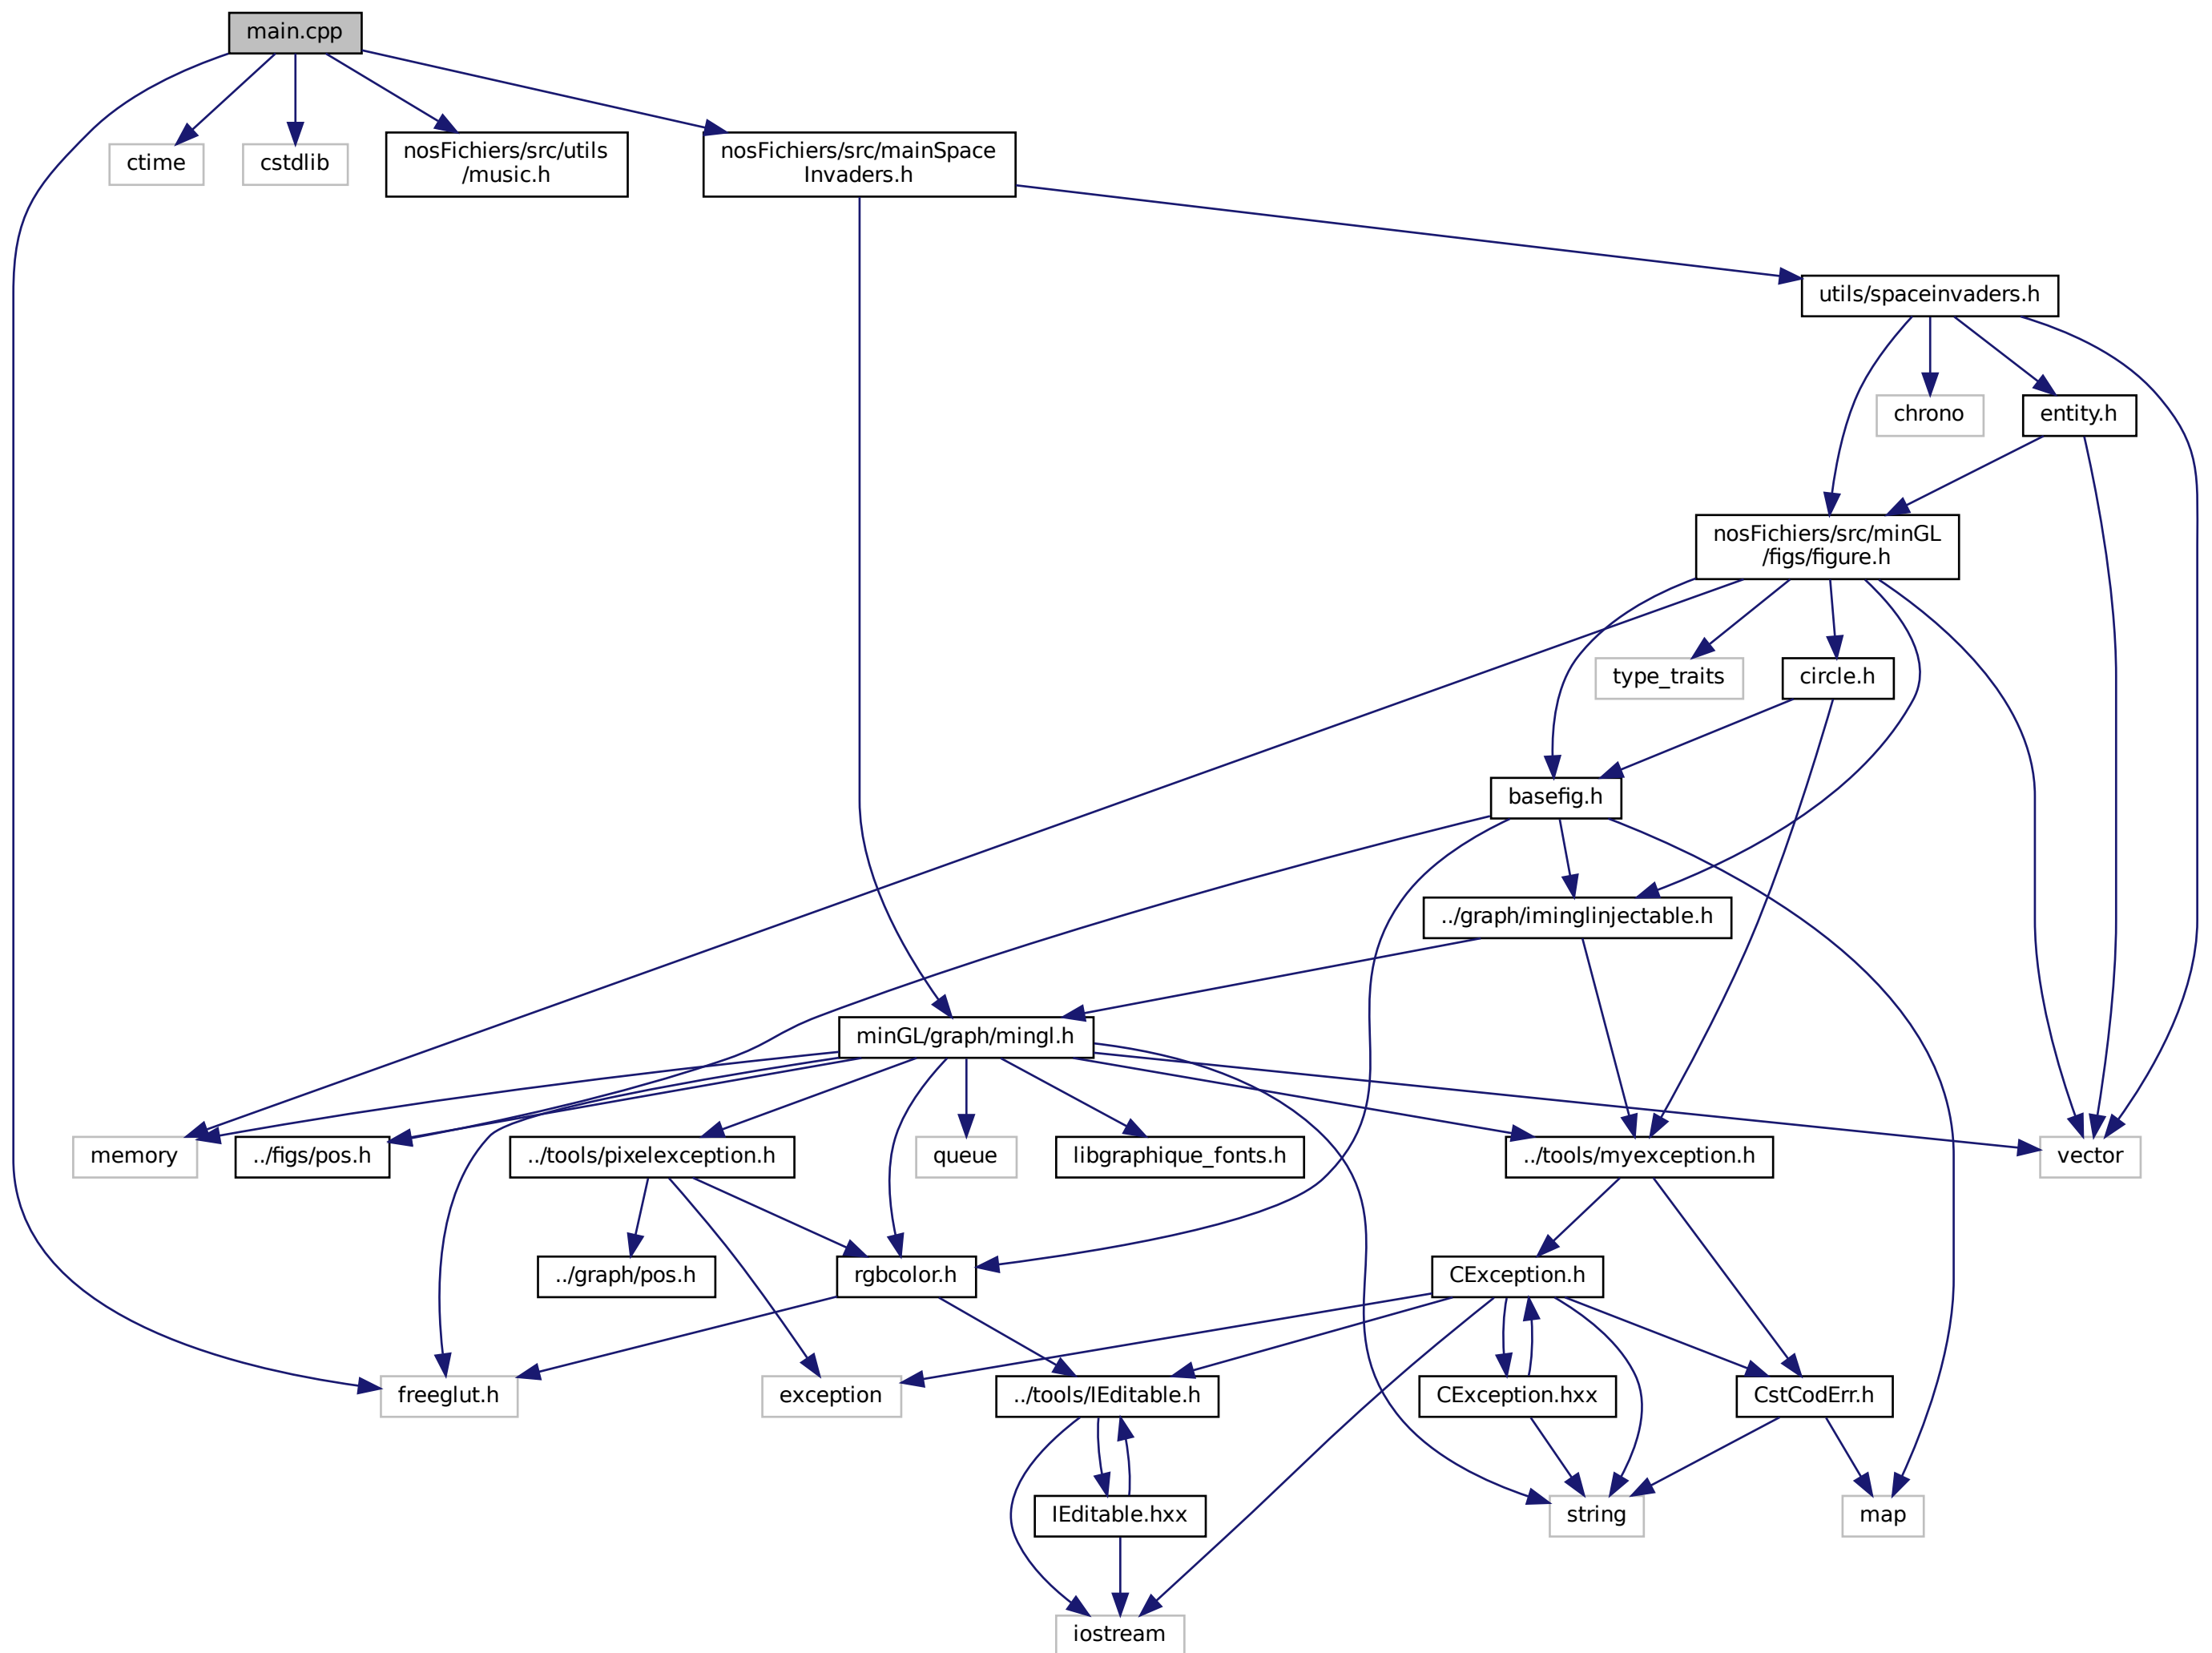 main.cpp
ctime
cstdlib
nosFichiers/src/utils
/music.h
nosFichiers/src/mainSpace
Invaders.h
utils/spaceinvaders.h
chrono
entity.h
nosFichiers/src/minGL
/figs/figure.h
type_traits
circle.h
basefig.h
../graph/iminglinjectable.h
minGL/graph/mingl.h
memory
../figs/pos.h
../tools/pixelexception.h
queue
libgraphique_fonts.h
../tools/myexception.h
vector
../graph/pos.h
rgbcolor.h
CException.h
freeglut.h
exception
../tools/IEditable.h
CException.hxx
CstCodErr.h
IEditable.hxx
string
map
iostream